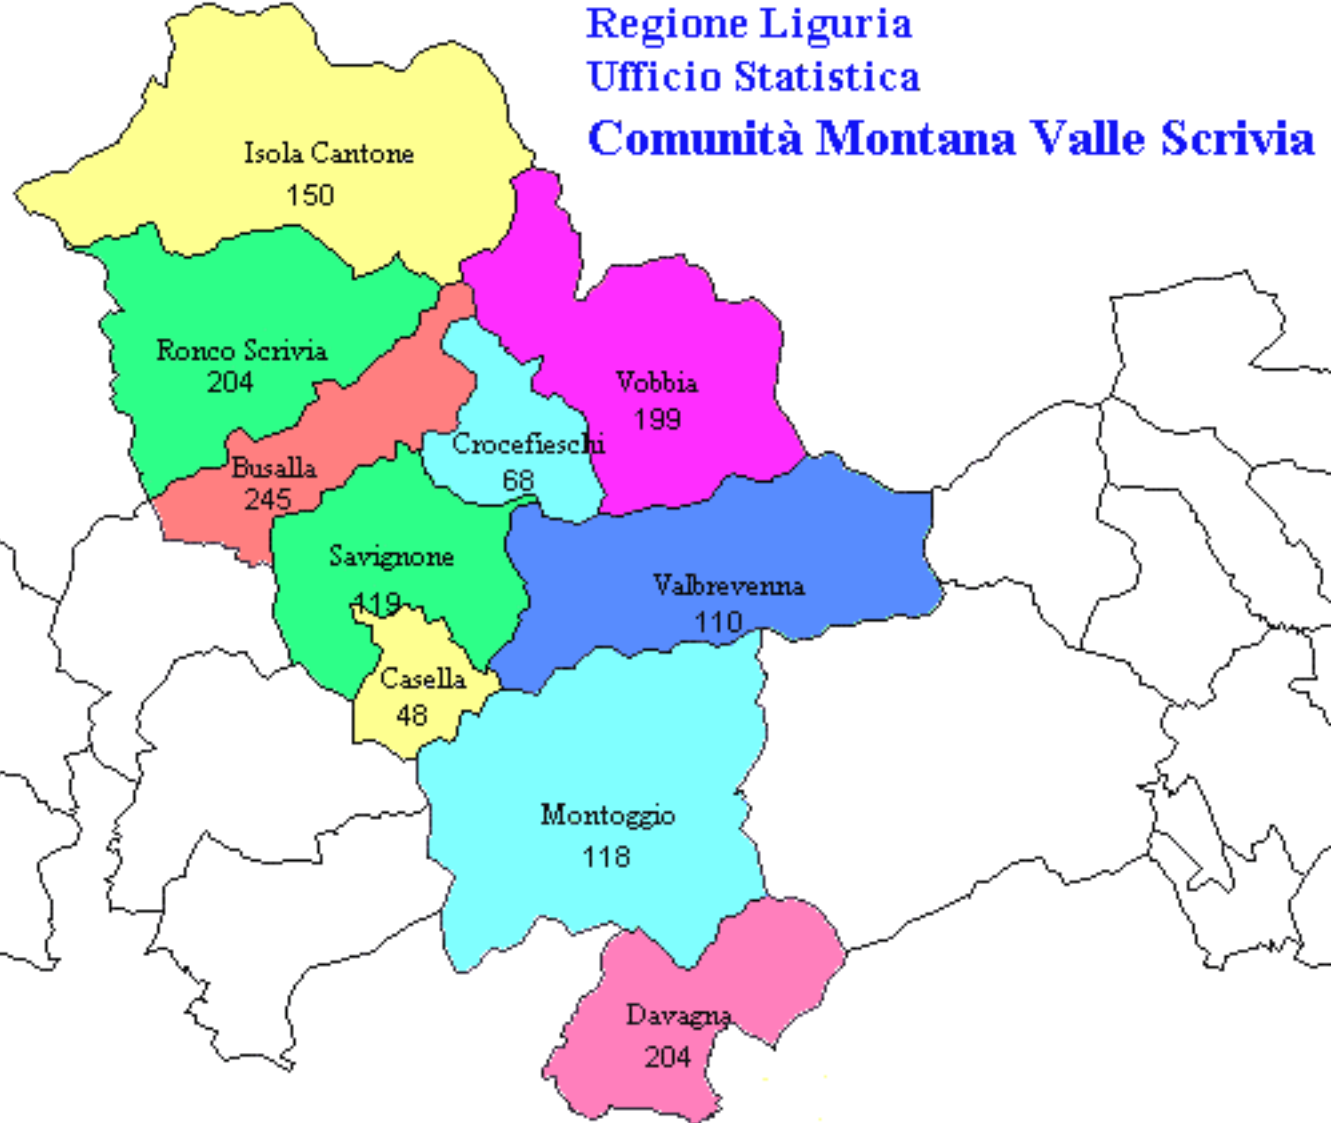 Regione Liguria
Ufficio Statistica
Comunità Montana Valle Scrivia
Isola Cantone
150
Ronco Scrivia
204
Vobbia
199
Crocefieschi
68
Busalla
245
Savignone
119
Valbrevenna
110
Casella
48
Montoggio
118
Davagna
204